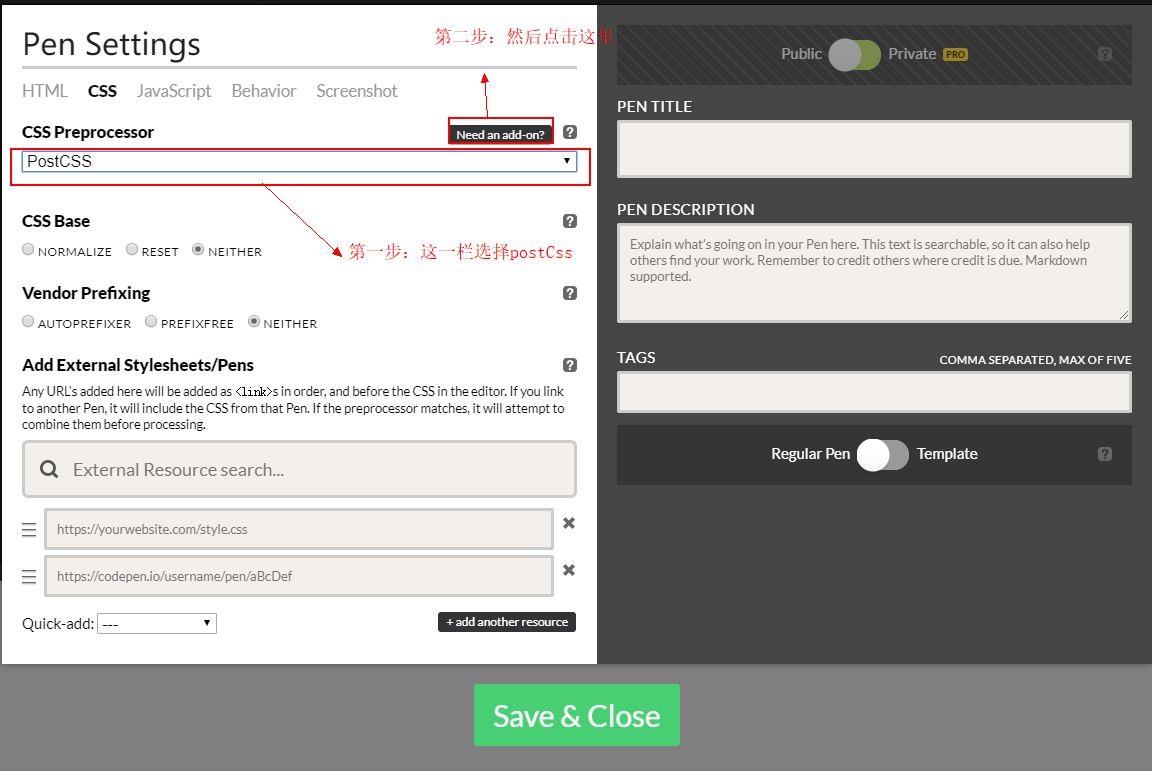 Pen Settings
第二步：然后点击这里
HTML CSS JavaScript Behavior Screenshot
CSS Preprocessor
Need an add-on?
?
PostCSS
第一步：这一栏选择postCss
CSS Base
?
NORMALIZE RESET NEITHER
Vendor Prefixing
?
AUTOPREFIXER PREFIXFREE NEITHER
Add External Stylesheets/Pens
?
Any URL's added here will be added as <link>s in order, and before the CSS in the editor. If you link
to another Pen, it will include the CSS from that Pen. If the preprocessor matches, it will attempt to
combine them before processing.
External Resource search...
https://yourwebsite.com/style.css
https://codepen.io/username/pen/aBcDef
Quick-add: ---
+ add another resource
Public Private PRO
?
PEN TITLE
PEN DESCRIPTION
Explain what's going on in your Pen here. This text is searchable, so it can also help
others find your work. Remember to credit others where credit is due. Markdown
supported.
TAGS
COMMA SEPARATED, MAX OF FIVE
Regular Pen Template
?
Save & Close